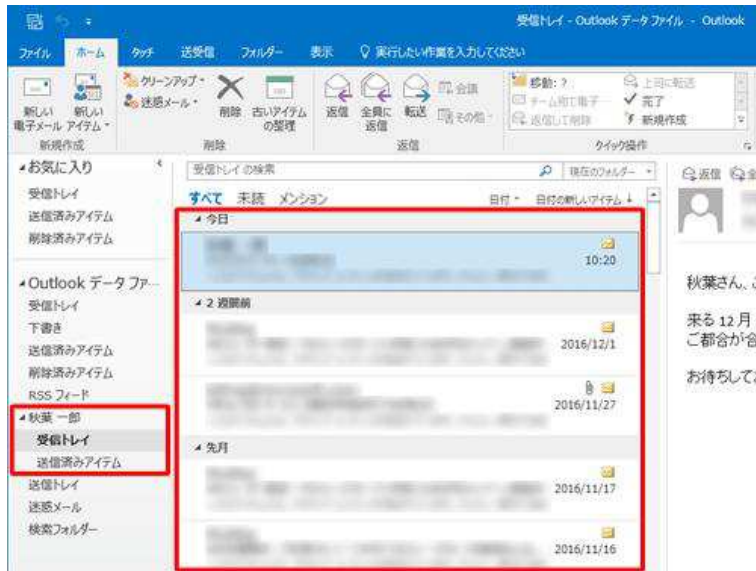 受信トレイ - Outlook データ ファイル - Outlook
ファイル ホーム タッチ 送受信 フォルダー 表示 実行したい作業を入力してください
新しい電子メール
新しいアイテム
クリーンアップ
迷惑メール
削除
古いアイテムの整理
返信
全員に返信
転送
会議
その他
移動: ?
チーム宛て電子
返信して削除
上司に転送
完了
新規作成
新規作成 削除 返信 クイック操作
お気に入り
受信トレイ
送信済みアイテム
削除済みアイテム
Outlook データ ファ...
受信トレイ
下書き
送信済みアイテム
削除済みアイテム
RSS フィード
秋葉 一郎
受信トレイ
送信済みアイテム
送信トレイ
迷惑メール
検索フォルダー
受信トレイ の検索 現在のフォルダー
すべて 未読 メンション 日付 日付の新しいアイテム ↓
今日
10:20
2 週間前
2016/12/1
2016/11/27
先月
2016/11/17
2016/11/16
返信
秋葉さん、
来る 12 月
ご都合が合
お待ちして